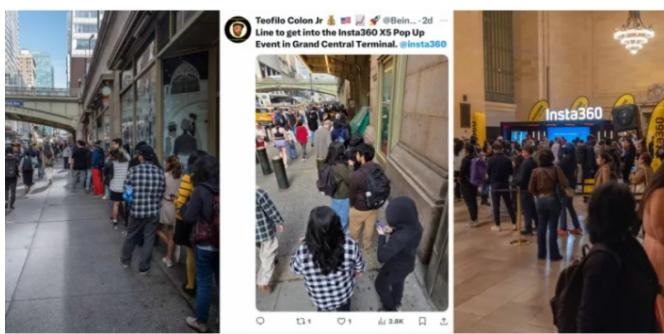 Teofilo Colon Jr 💰 🇺🇸 📈 🚀 @Bein... · 2d
Line to get into the Insta360 X5 Pop Up
Event in Grand Central Terminal. @insta360
1
1
3.8K
Insta360